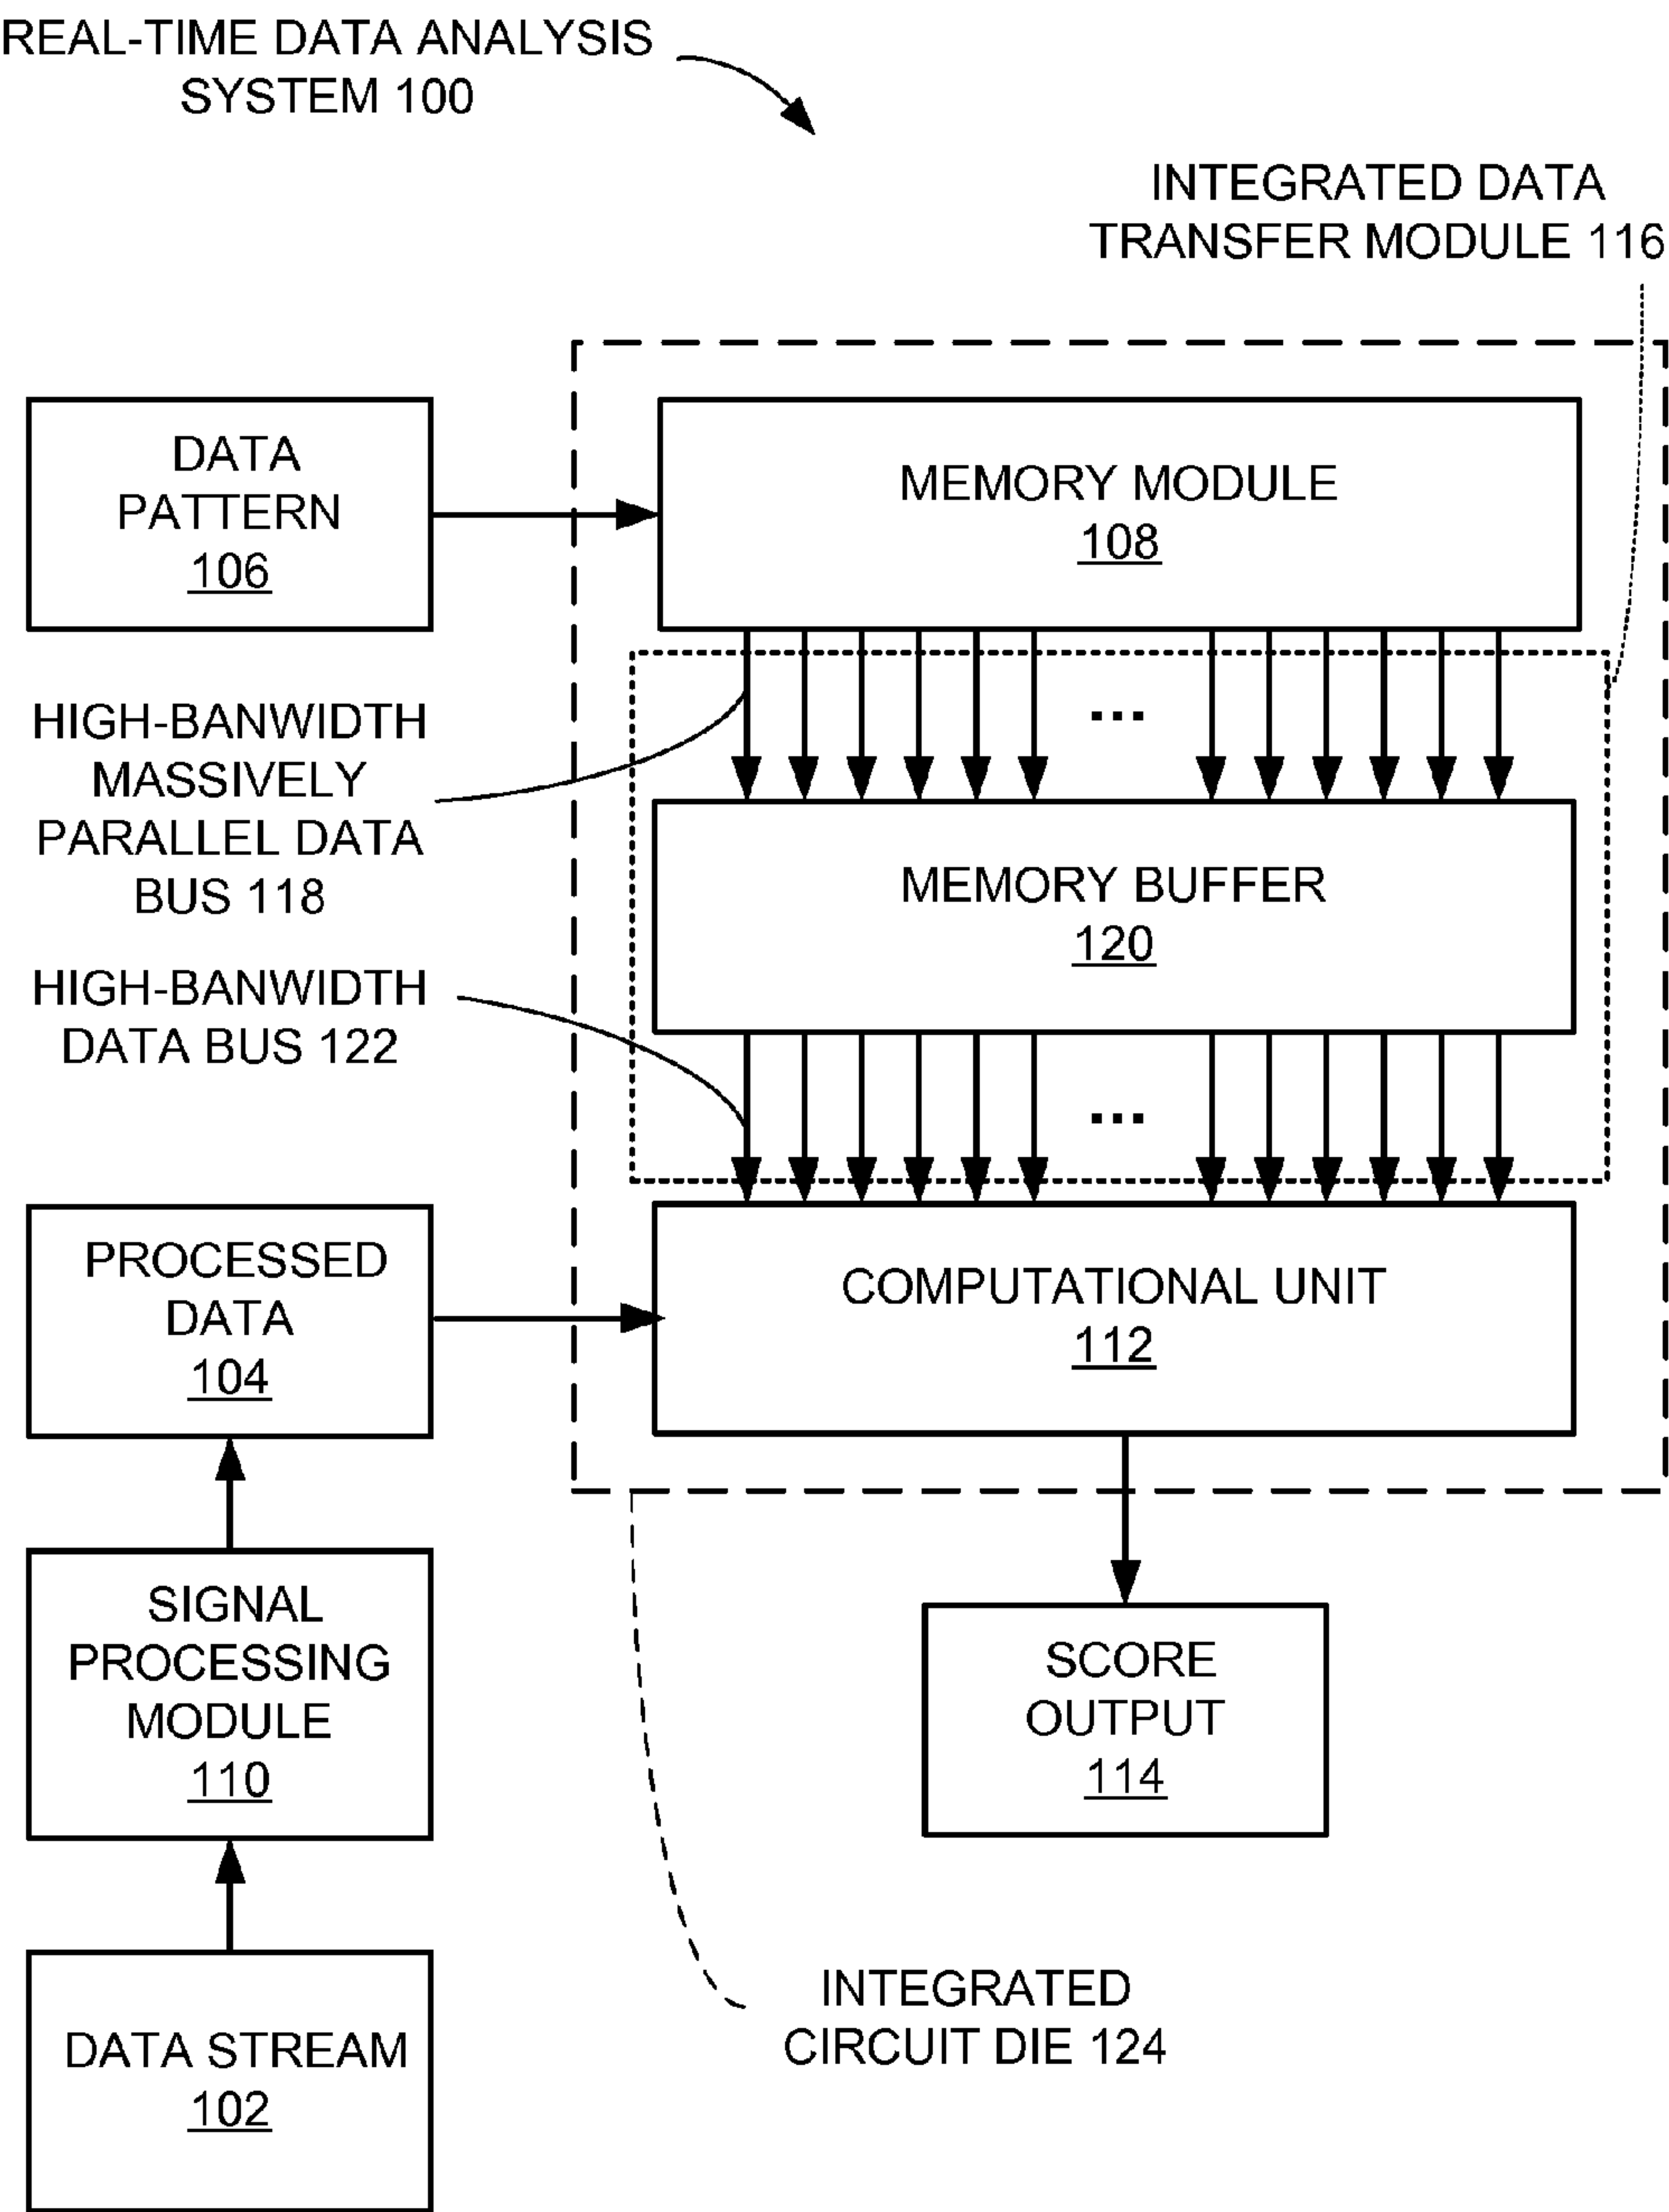 REAL-TIME DATA ANALYSIS
SYSTEM 100
INTEGRATED DATA
TRANSFER MODULE 116
DATA
PATTERN
106
MEMORY MODULE
108
HIGH-BANWIDTH
MASSIVELY
PARALLEL DATA
BUS 118
...
MEMORY BUFFER
120
HIGH-BANWIDTH
DATA BUS 122
...
PROCESSED
DATA
104
COMPUTATIONAL UNIT
112
SIGNAL
PROCESSING
MODULE
110
SCORE
OUTPUT
114
INTEGRATED
CIRCUIT DIE 124
DATA STREAM
102